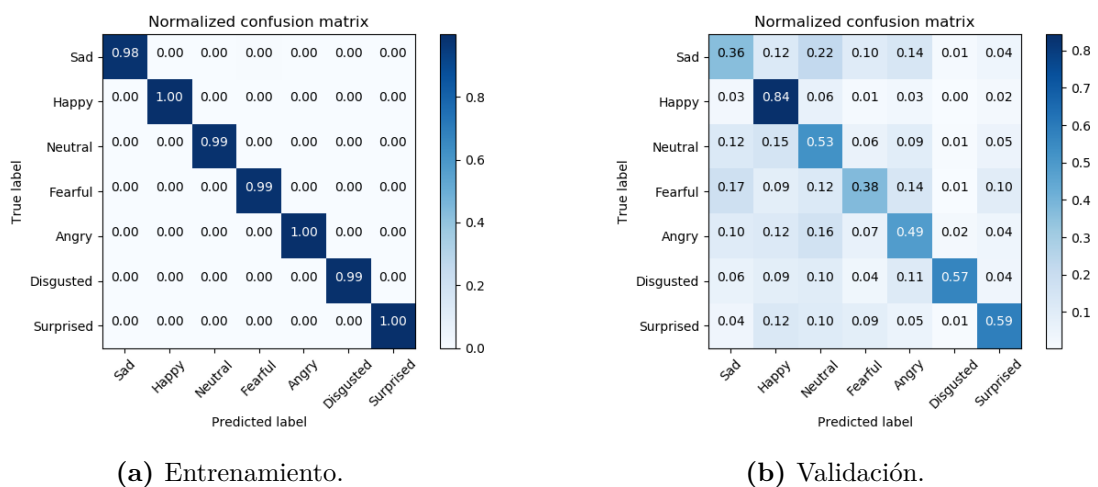 Normalized confusion matrix
True label
Sad 0.98 0.00 0.00 0.00 0.00 0.00 0.00
Happy 0.00 1.00 0.00 0.00 0.00 0.00 0.00
Neutral 0.00 0.00 0.99 0.00 0.00 0.00 0.00
Fearful 0.00 0.00 0.00 0.99 0.00 0.00 0.00
Angry 0.00 0.00 0.00 0.00 1.00 0.00 0.00
Disgusted 0.00 0.00 0.00 0.00 0.00 0.99 0.00
Surprised 0.00 0.00 0.00 0.00 0.00 0.00 1.00
Sad Happy Neutral Fearful Angry Disgusted Surprised
Predicted label
0.8
0.6
0.4
0.2
0.0
(a) Entrenamiento.
Normalized confusion matrix
True label
Sad 0.36 0.12 0.22 0.10 0.14 0.01 0.04
Happy 0.03 0.84 0.06 0.01 0.03 0.00 0.02
Neutral 0.12 0.15 0.53 0.06 0.09 0.01 0.05
Fearful 0.17 0.09 0.12 0.38 0.14 0.01 0.10
Angry 0.10 0.12 0.16 0.07 0.49 0.02 0.04
Disgusted 0.06 0.09 0.10 0.04 0.11 0.57 0.04
Surprised 0.04 0.12 0.10 0.09 0.05 0.01 0.59
Sad Happy Neutral Fearful Angry Disgusted Surprised
Predicted label
0.8
0.7
0.6
0.5
0.4
0.3
0.2
0.1
(b) Validación.